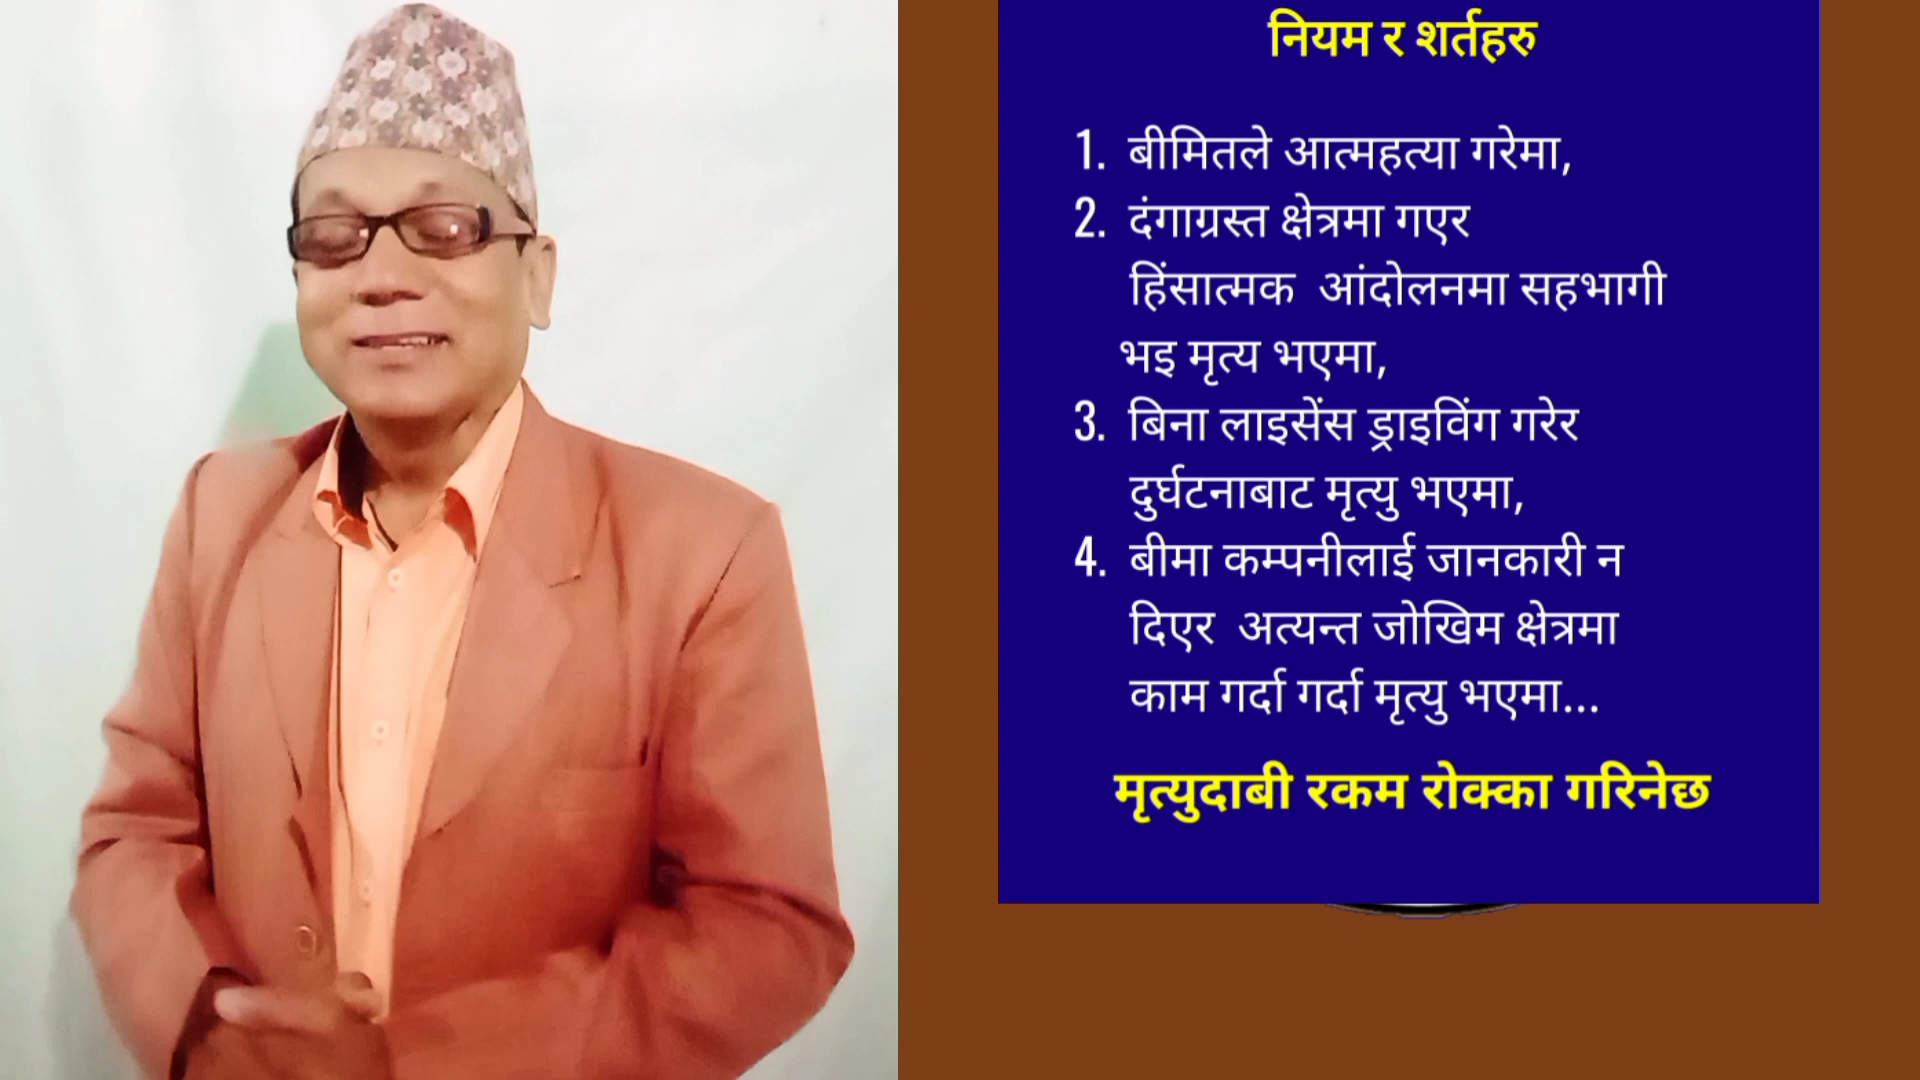 नियम र शर्तहरु
1. बीमितले आत्महत्या गरेमा,
2. दंगाग्रस्त क्षेत्रमा गएर
हिंसात्मक आंदोलनमा सहभागी
भइ मृत्य भएमा,
3. बिना लाइसेंस ड्राइविंग गरेर
दुर्घटनाबाट मृत्यु भएमा,
4. बीमा कम्पनीलाई जानकारी न
दिएर अत्यन्त जोखिम क्षेत्रमा
काम गर्दा गर्दा मृत्यु भएमा...
मृत्युदाबी रकम रोक्का गरिनेछ